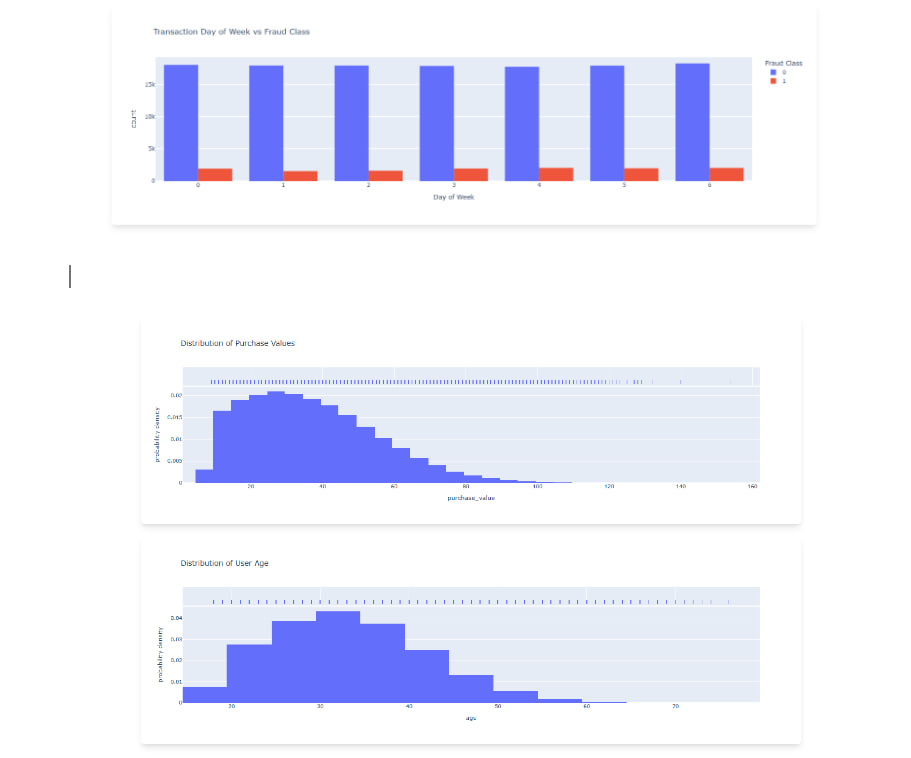 Transaction Day of Week vs Fraud Class
Fraud Class
0
1
15k
10k
5k
0
count
0 1 2 3 4 5 6
Day of Week
Distribution of Purchase Values
0.02
0.015
0.01
0.005
0
probability density
20 40 60 80 100 120 140 160
purchase_value
Distribution of User Age
0.04
0.03
0.02
0.01
0
probability density
20 30 40 50 60 70
age